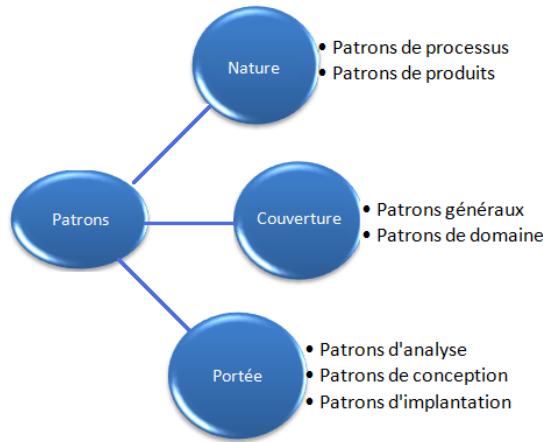 Nature
• Patrons de processus
• Patrons de produits
Patrons
Couverture
• Patrons généraux
• Patrons de domaine
Portée
• Patrons d'analyse
• Patrons de conception
• Patrons d'implantation